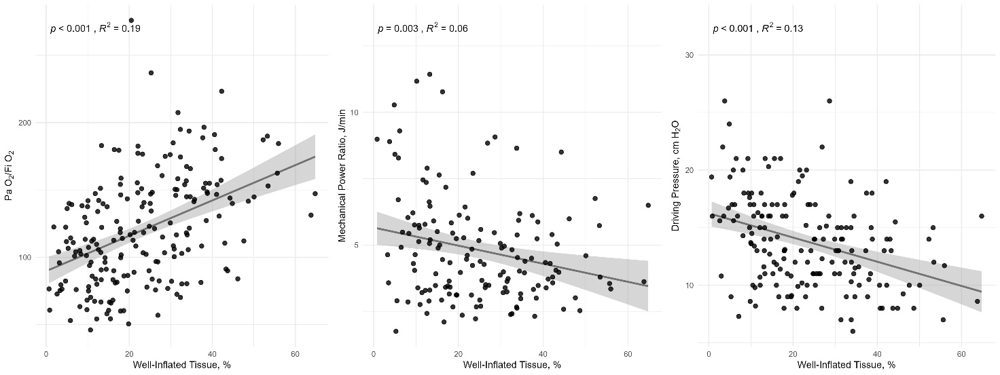 p < 0.001 , R² = 0.19
200
100
Pa O₂/Fi O₂
0 20 40 60
Well-Inflated Tissue, %
p = 0.003 , R² = 0.06
10
5
Mechanical Power Ratio, J/min
0 20 40 60
Well-Inflated Tissue, %
p < 0.001 , R² = 0.13
30
20
10
Driving Pressure, cm H₂O
0 20 40 60
Well-Inflated Tissue, %